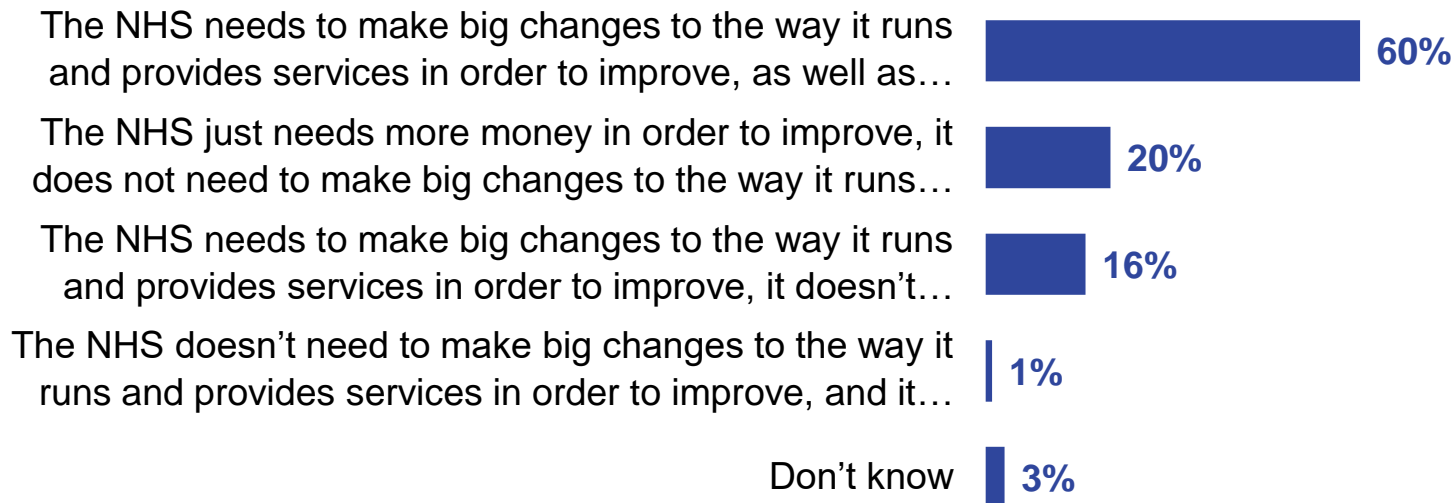 The NHS needs to make big changes to the way it runs
and provides services in order to improve, as well as…
60%
The NHS just needs more money in order to improve, it
does not need to make big changes to the way it runs…
20%
The NHS needs to make big changes to the way it runs
and provides services in order to improve, it doesn’t…
16%
The NHS doesn’t need to make big changes to the way it
runs and provides services in order to improve, and it…
1%
Don’t know
3%